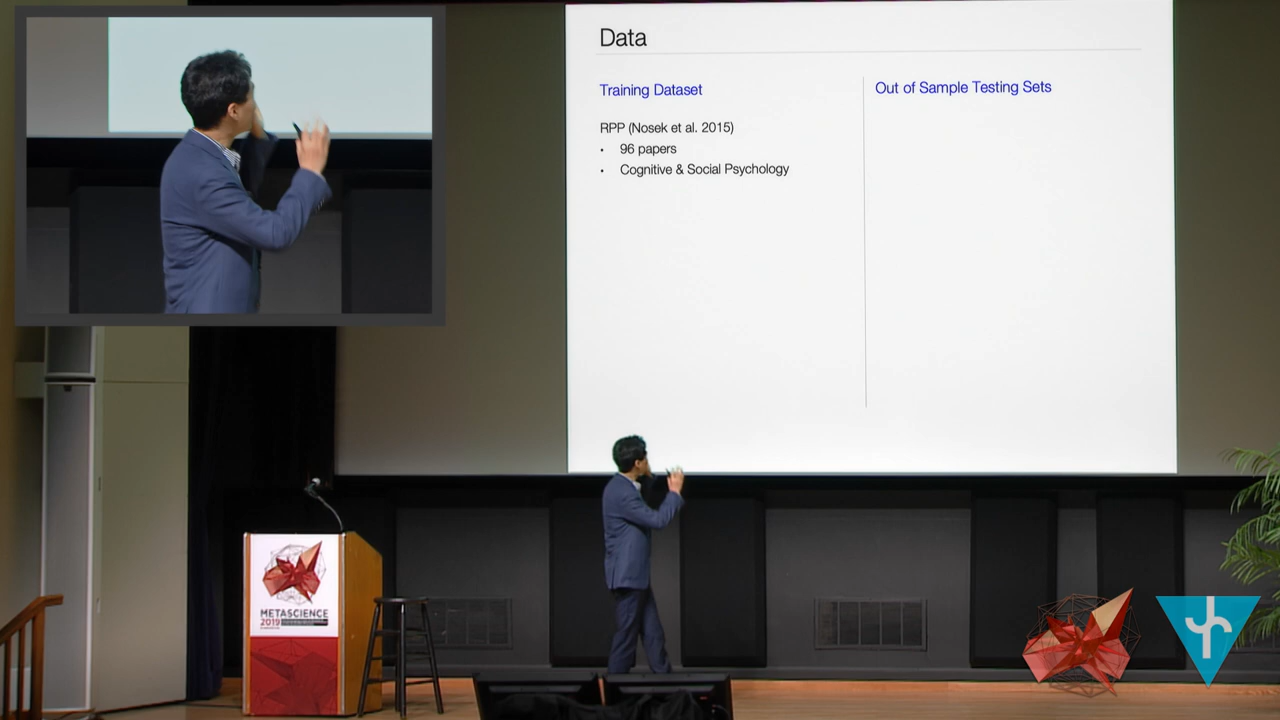 Data
Training Dataset
RPP (Nosek et al. 2015)
• 96 papers
• Cognitive & Social Psychology
Out of Sample Testing Sets
METASCIENCE
2019